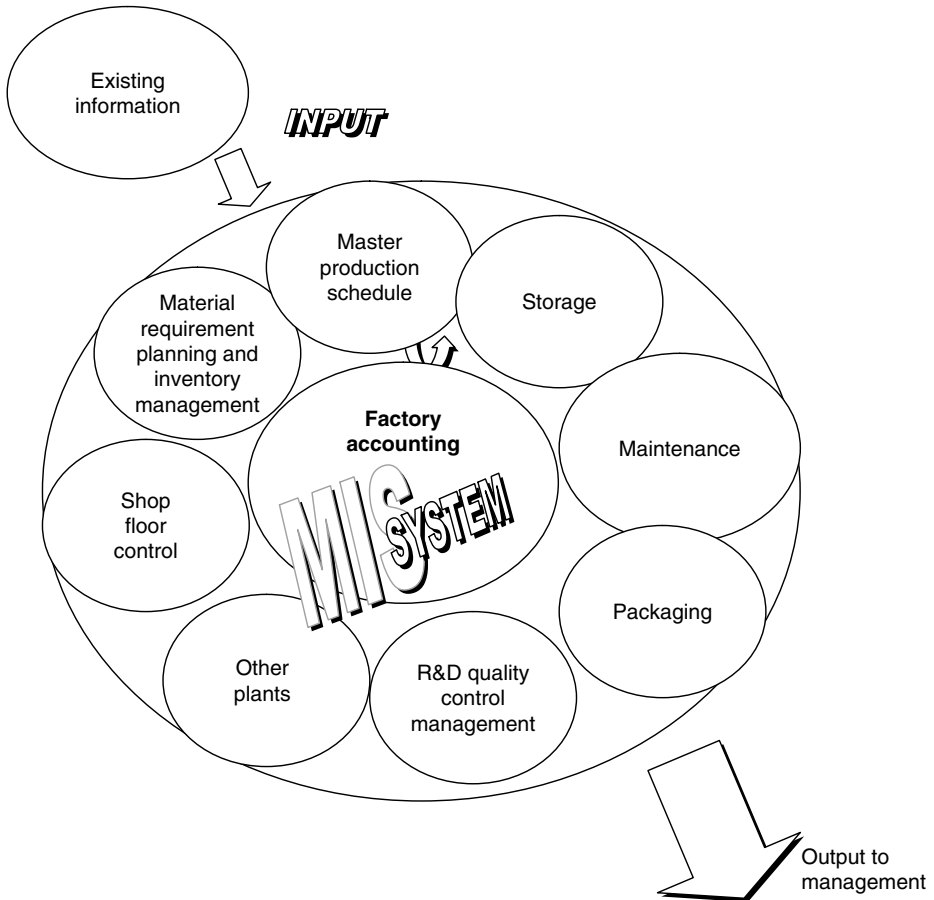 Existing
information
INPUT
Master
production
schedule
Storage
Material
requirement
planning and
inventory
management
Factory
accounting
Maintenance
MIS
SYSTEM
Shop
floor
control
Packaging
Other
plants
R&D quality
control
management
Output to
management